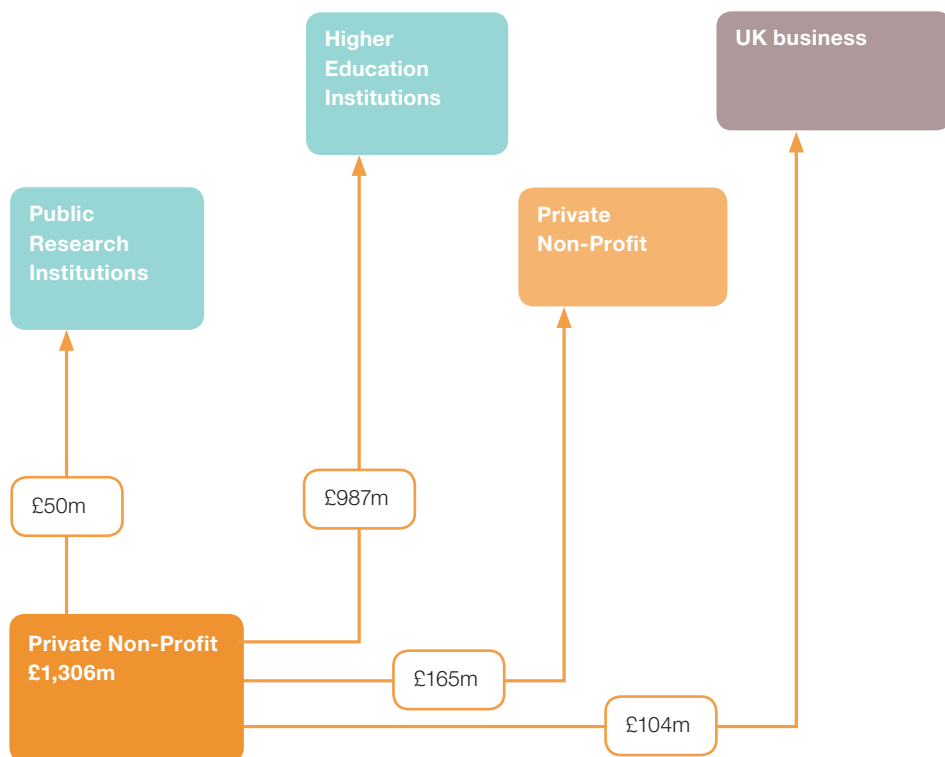 Higher
Education
Institutions
UK business
Public
Research
Institutions
Private
Non-Profit
£50m
£987m
Private Non-Profit
£1,306m
£165m
£104m